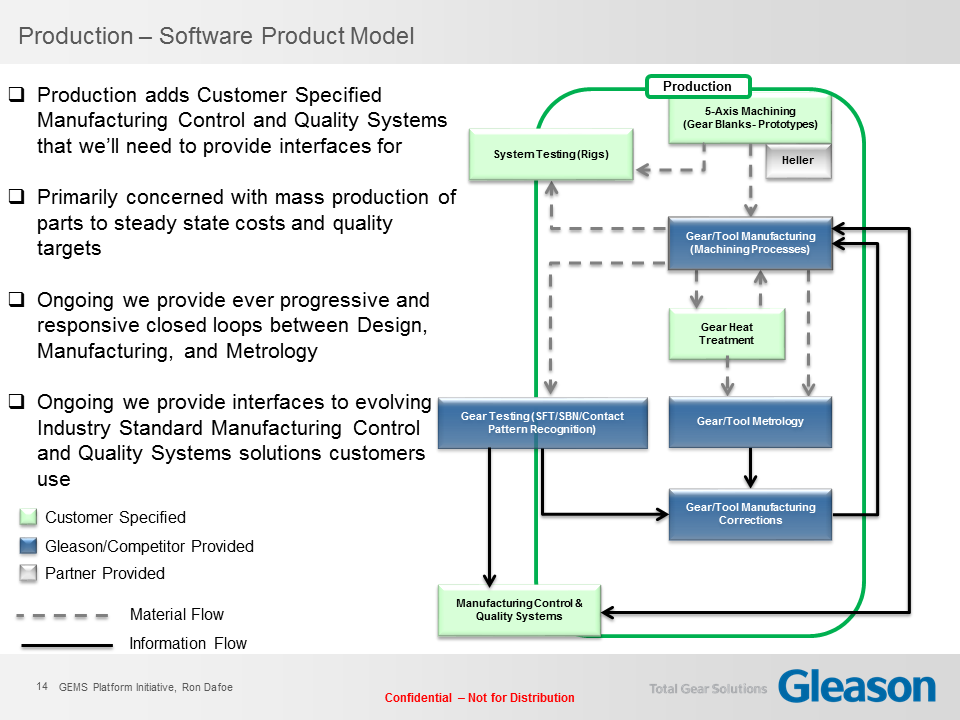 Production – Software Product Model
Production adds Customer Specified
Manufacturing Control and Quality Systems
that we'll need to provide interfaces for
Primarily concerned with mass production of
parts to steady state costs and quality
targets
Ongoing we provide ever progressive and
responsive closed loops between Design,
Manufacturing, and Metrology
Ongoing we provide interfaces to evolving
Industry Standard Manufacturing Control
and Quality Systems solutions customers
use
Customer Specified
Gleason/Competitor Provided
Partner Provided
Material Flow
Information Flow
Production
5-Axis Machining
(Gear Blanks - Prototypes)
Heller
System Testing (Rigs)
Gear/Tool Manufacturing
(Machining Processes)
Gear Heat
Treatment
Gear Testing (SFT/SBN/Contact
Pattern Recognition)
Gear/Tool Metrology
Gear/Tool Manufacturing
Corrections
Manufacturing Control &
Quality Systems
14 GEMS Platform Initiative, Ron Dafoe
Confidential – Not for Distribution
Total Gear Solutions
Gleason